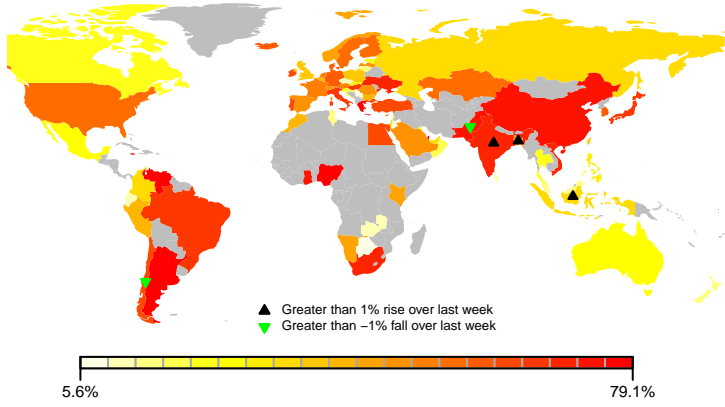 Greater than 1% rise over last week
Greater than −1% fall over last week
5.6%
79.1%